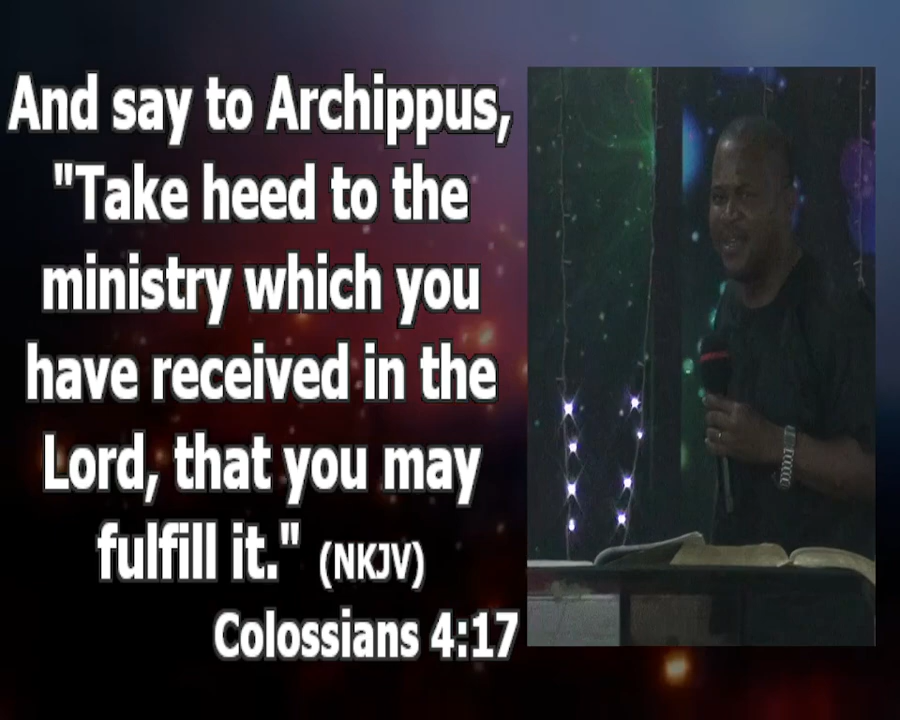 And say to Archippus,
"Take heed to the
ministry which you
have received in the
Lord, that you may
fulfill it." (NKJV)
Colossians 4:17